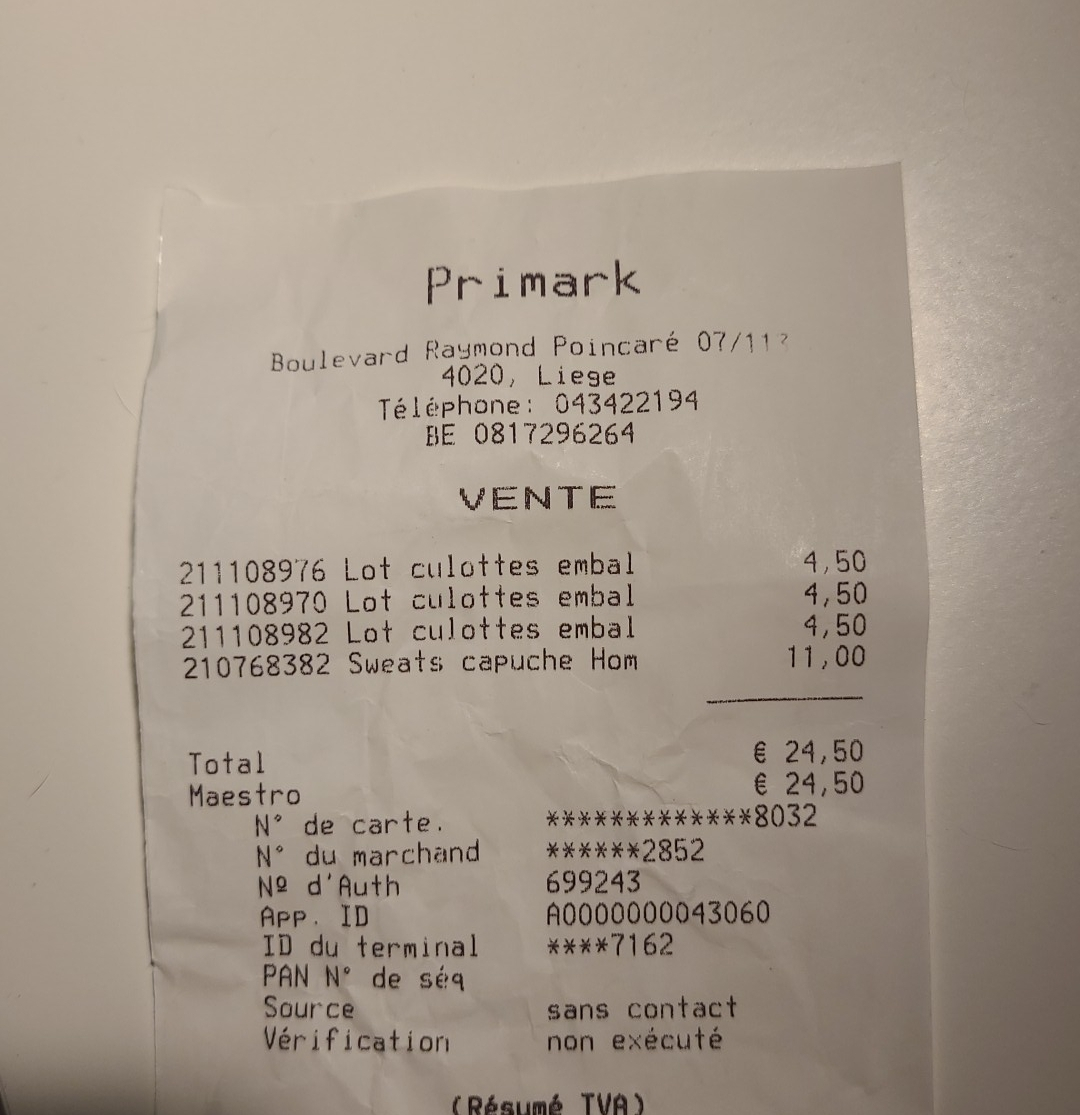 Primark
Boulevard Raymond Poincaré 07/11?
4020, Liege
Téléphone: 043422194
BE 0817296264
VENTE
211108976 Lot culottes embal 4,50
211108970 Lot culottes embal 4,50
211108982 Lot culottes embal 4,50
210768382 Sweats capuche Hom 11,00
Total € 24,50
Maestro € 24,50
N° de carte. *************8032
N° du marchand ******2852
Nº d'Auth 699243
App. ID A0000000043060
ID du terminal ****7162
PAN N° de séq
Source sans contact
Vérification non exécuté
(Résumé TVA)